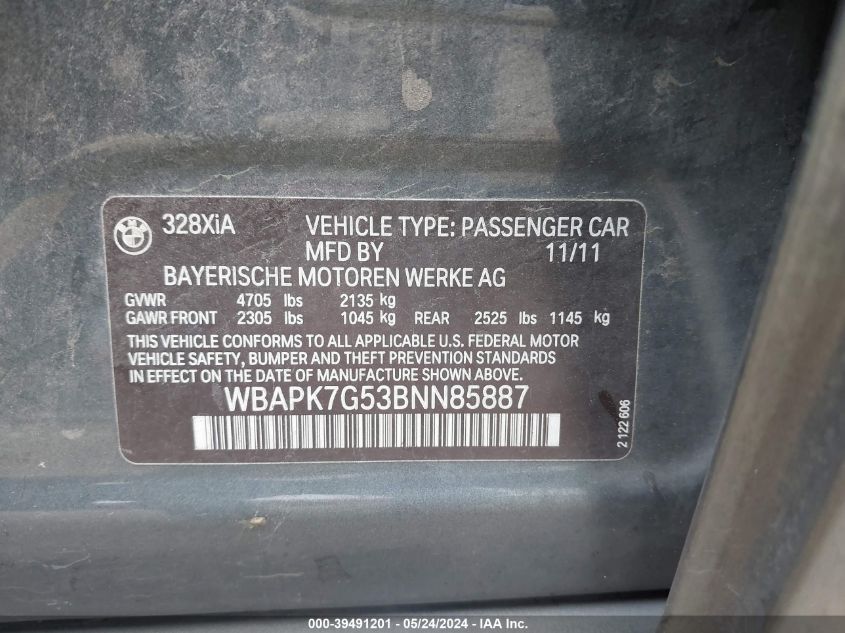 328XiA VEHICLE TYPE: PASSENGER CAR
MFD BY 11/11
BAYERISCHE MOTOREN WERKE AG
GVWR 4705 lbs 2135 kg
GAWR FRONT 2305 lbs 1045 kg REAR 2525 lbs 1145 kg
THIS VEHICLE CONFORMS TO ALL APPLICABLE U.S. FEDERAL MOTOR
VEHICLE SAFETY, BUMPER AND THEFT PREVENTION STANDARDS
IN EFFECT ON THE DATE OF MANUFACTURE SHOWN ABOVE.
WBAPK7G53BNN85887
2 122 606
000-39491201 - 05/24/2024 - IAA Inc.